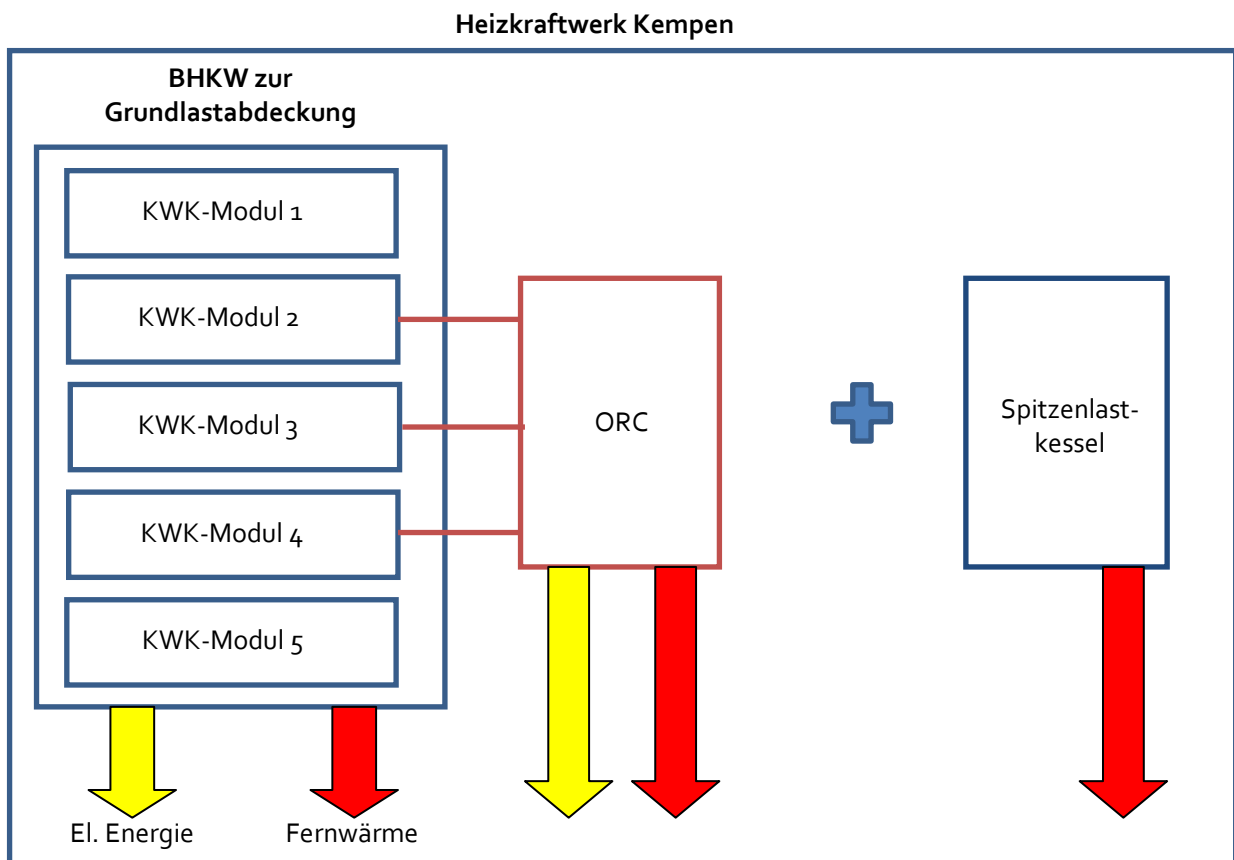 Heizkraftwerk Kempen
BHKW zur
Grundlastabdeckung
KWK-Modul 1
KWK-Modul 2
KWK-Modul 3
KWK-Modul 4
KWK-Modul 5
ORC
Spitzenlast-
kessel
El. Energie
Fernwärme